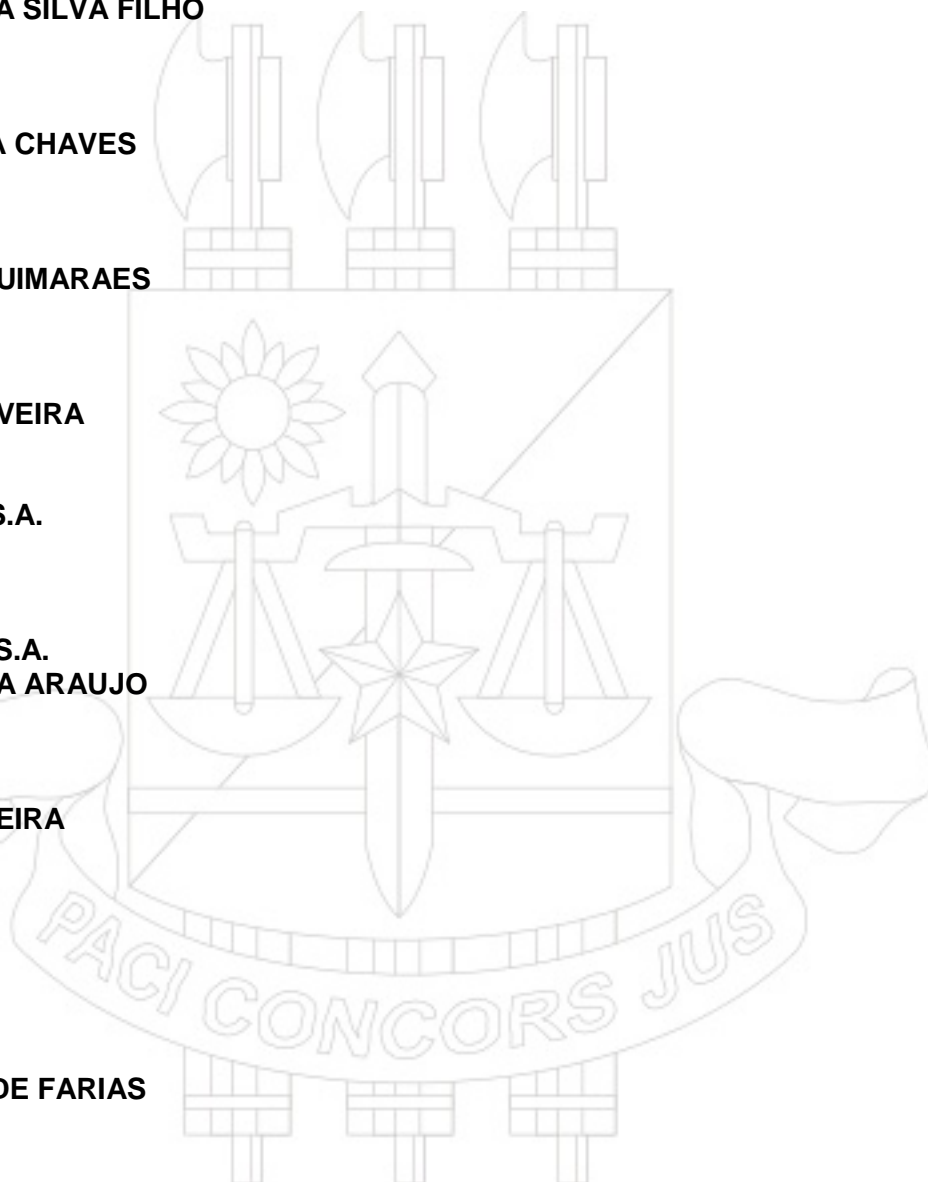 A SILVA FILHO
A CHAVES
UIMARAES
VEIRA
S.A.
S.A.
A ARAUJO
EIRA
PACI CONCORS JUS
DE FARIAS